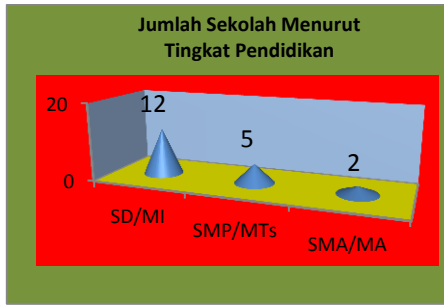 Jumlah Sekolah Menurut
Tingkat Pendidikan
20
12
5
2
0
SD/MI
SMP/MTs
SMA/MA